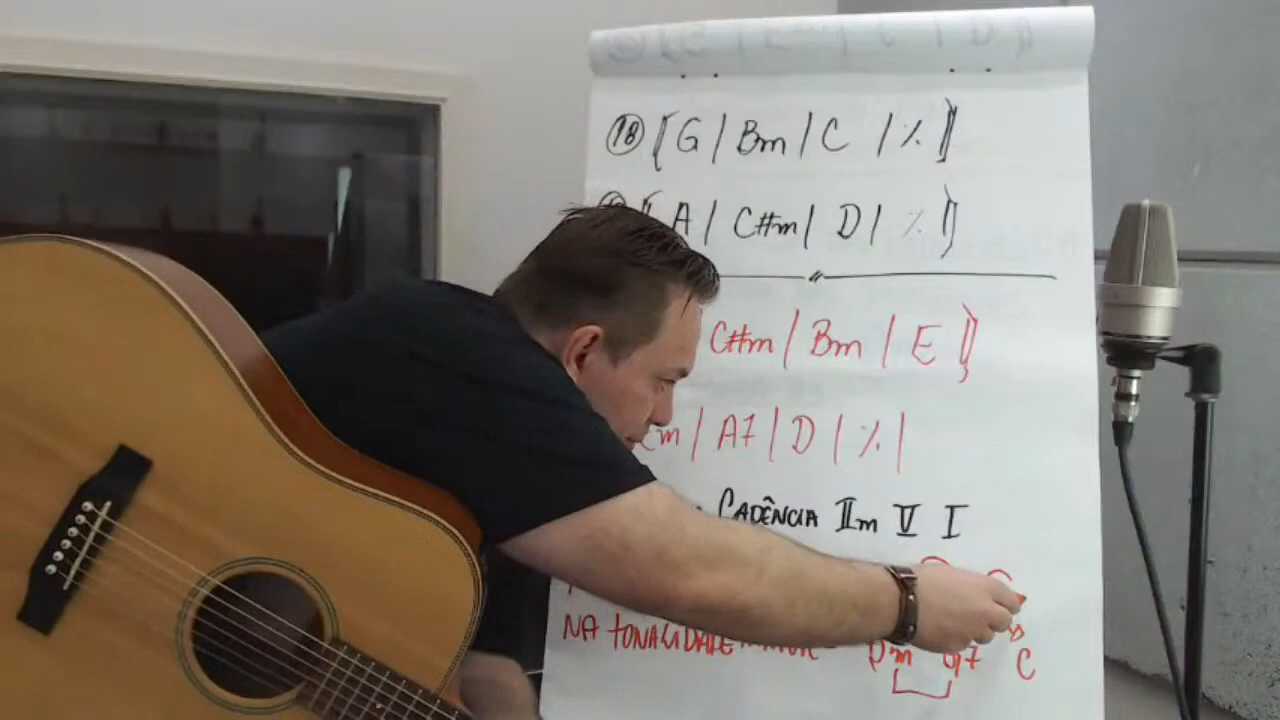 18 G | Bm | C | ٪
A | C#m | D | ٪
C#m | Bm | E
m | A7 | D | ٪ |
CADÊNCIA IIm V I
NA TONALIDADE
Dm G7 C